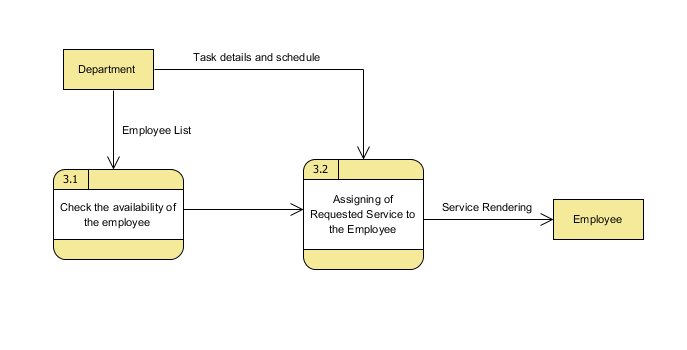 Task details and schedule
Department
Employee List
3.1
Check the availability of
the employee
3.2
Assigning of
Requested Service to
the Employee
Service Rendering
Employee